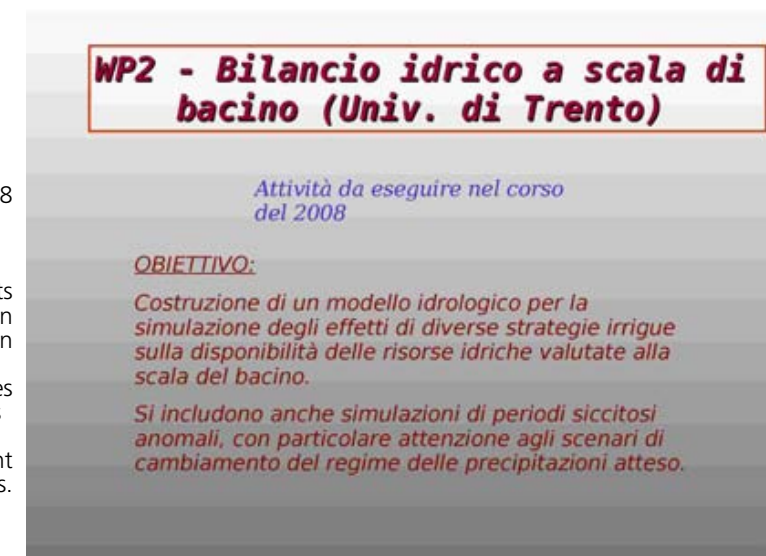 WP2 - Bilancio idrico a scala di
bacino (Univ. di Trento)
Attività da eseguire nel corso
del 2008
OBIETTIVO:
Costruzione di un modello idrologico per la
simulazione degli effetti di diverse strategie irrigue
sulla disponibilità delle risorse idriche valutate alla
scala del bacino.
Si includono anche simulazioni di periodi siccitosi
anomali, con particolare attenzione agli scenari di
cambiamento del regime delle precipitazioni atteso.